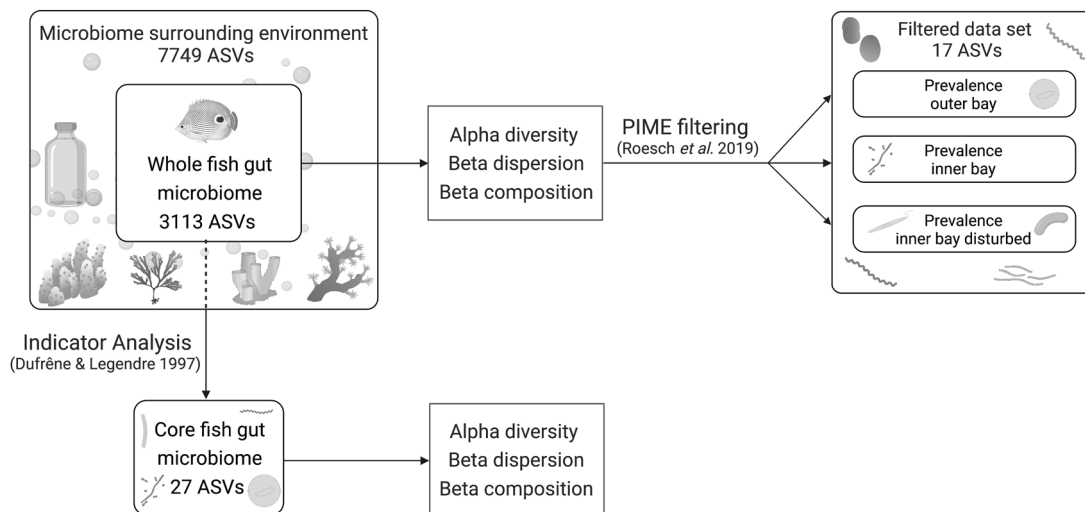 Microbiome surrounding environment
7749 ASVs
Whole fish gut
microbiome
3113 ASVs
Alpha diversity
Beta dispersion
Beta composition
PIME filtering
(Roesch et al. 2019)
Filtered data set
17 ASVs
Prevalence
outer bay
Prevalence
inner bay
Prevalence
inner bay disturbed
Indicator Analysis
(Dufrêne & Legendre 1997)
Core fish gut
microbiome
27 ASVs
Alpha diversity
Beta dispersion
Beta composition